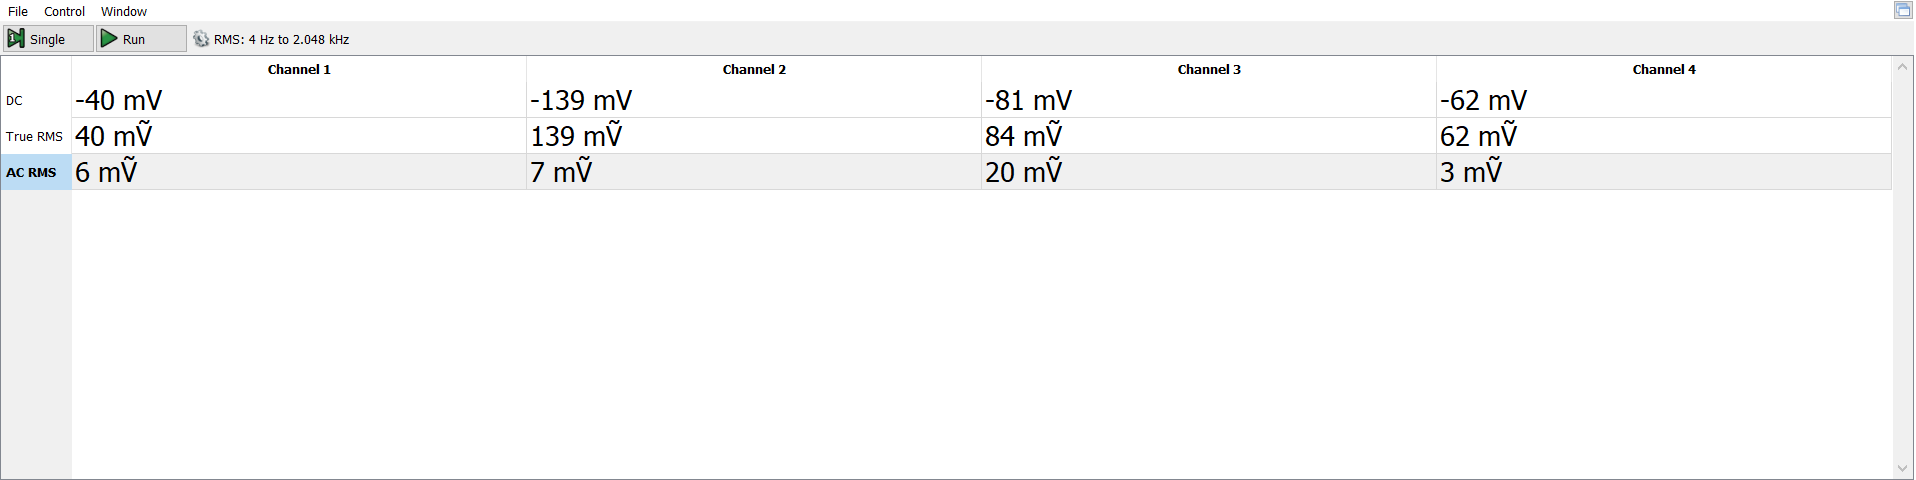 File Control Window
Single Run RMS: 4 Hz to 2.048 kHz
Channel 1 Channel 2 Channel 3 Channel 4
DC -40 mV -139 mV -81 mV -62 mV
True RMS 40 mṼ 139 mṼ 84 mṼ 62 mṼ
AC RMS 6 mṼ 7 mṼ 20 mṼ 3 mṼ